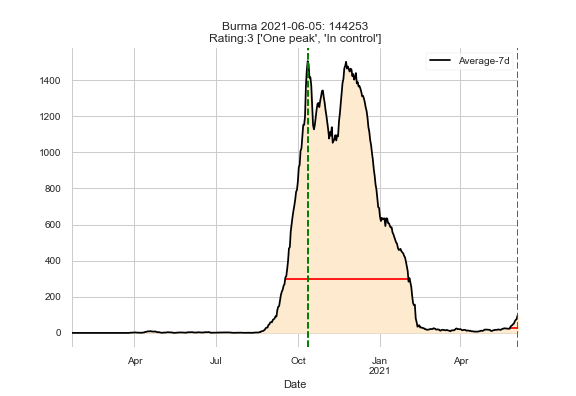 Burma 2021-06-05: 144253
Rating:3 ['One peak', 'In control']
Average-7d
1400
1200
1000
800
600
400
200
0
Apr
Jul
Oct
Jan
2021
Apr
Date